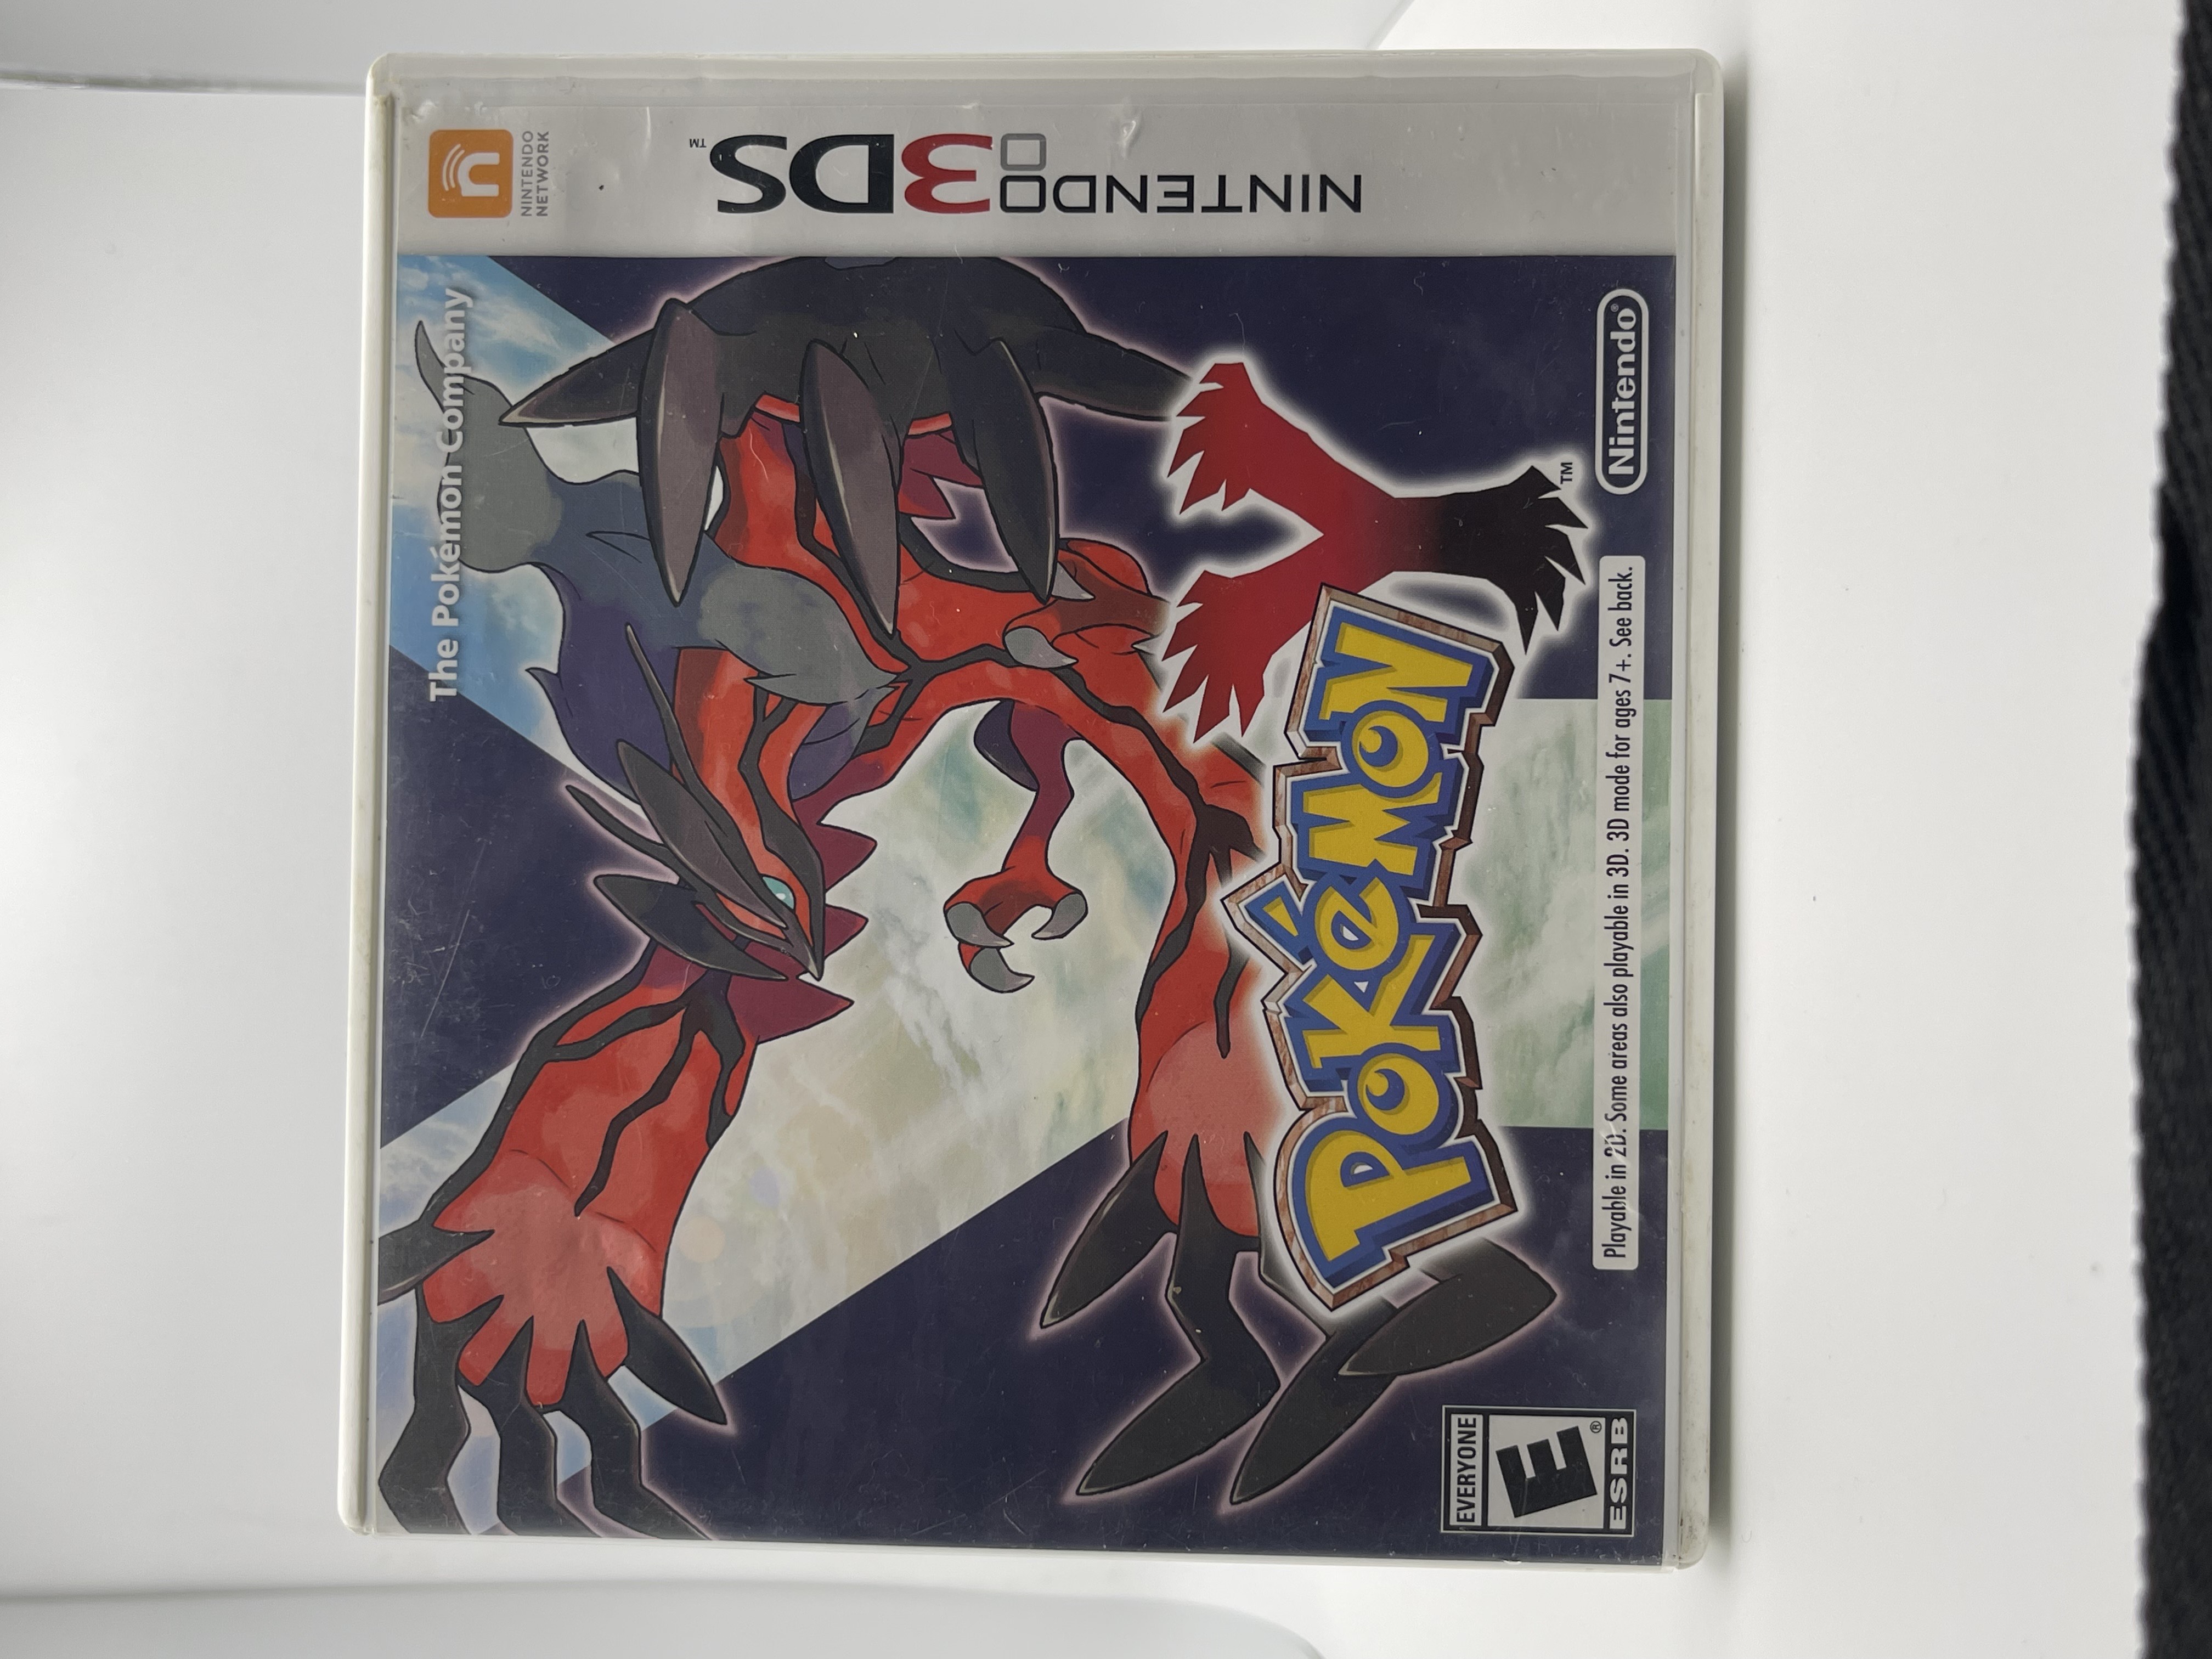 The Pokémon Company
n
NINTENDO
NETWORK
NINTENDO 3DS™
POKéMON
Y
TM
EVERYONE
E®
ESRB
Playable in 2D. Some areas also playable in 3D. 3D mode for ages 7+. See back.
Nintendo®